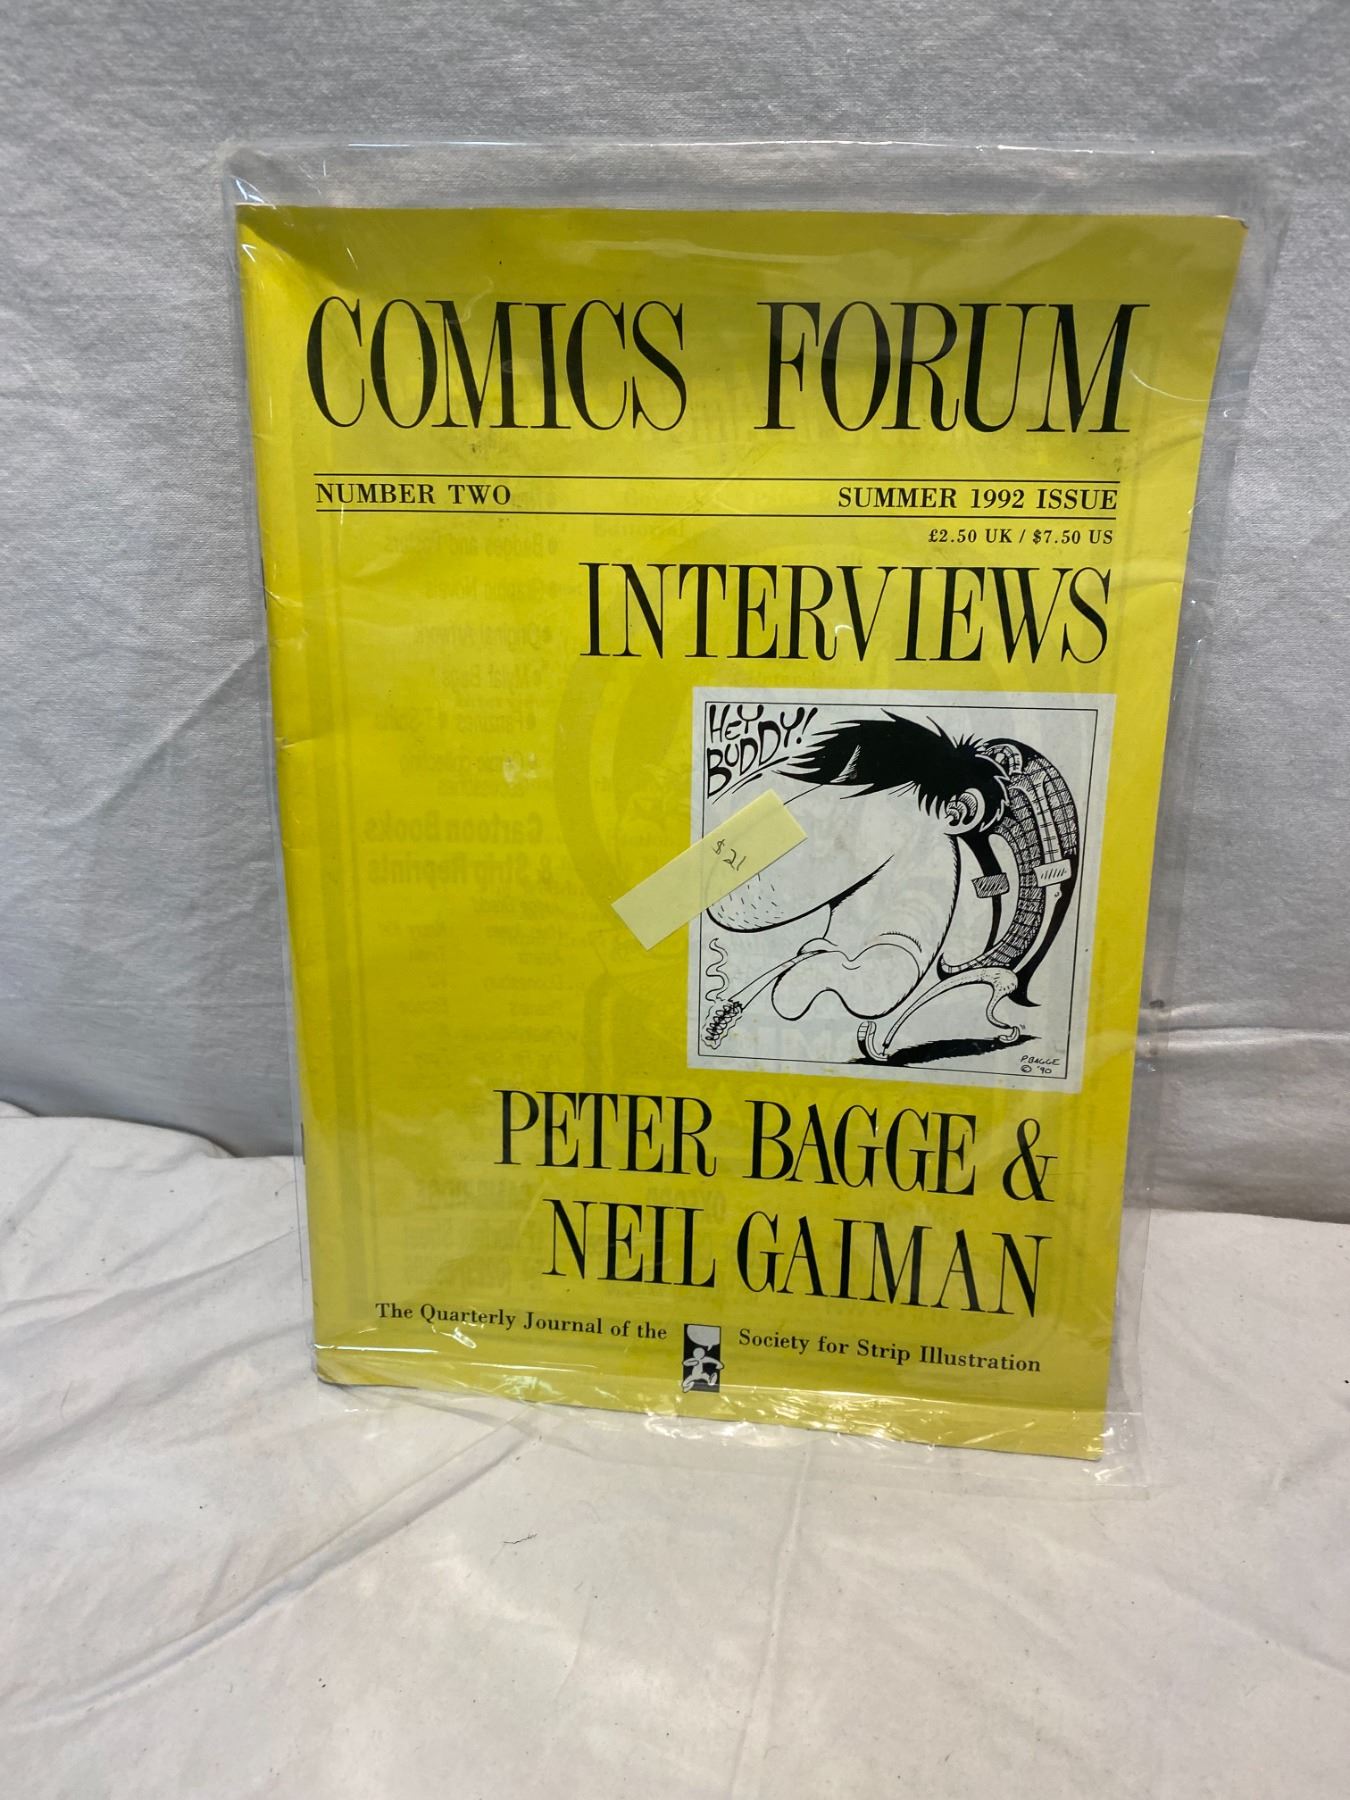 COMICS FORUM
NUMBER TWO
SUMMER 1992 ISSUE
£2.50 UK / $7.50 US
INTERVIEWS
HEY
BUDDY!
$21
P. BAGGE
© '90
PETER BAGGE &
NEIL GAIMAN
The Quarterly Journal of the
Society for Strip Illustration